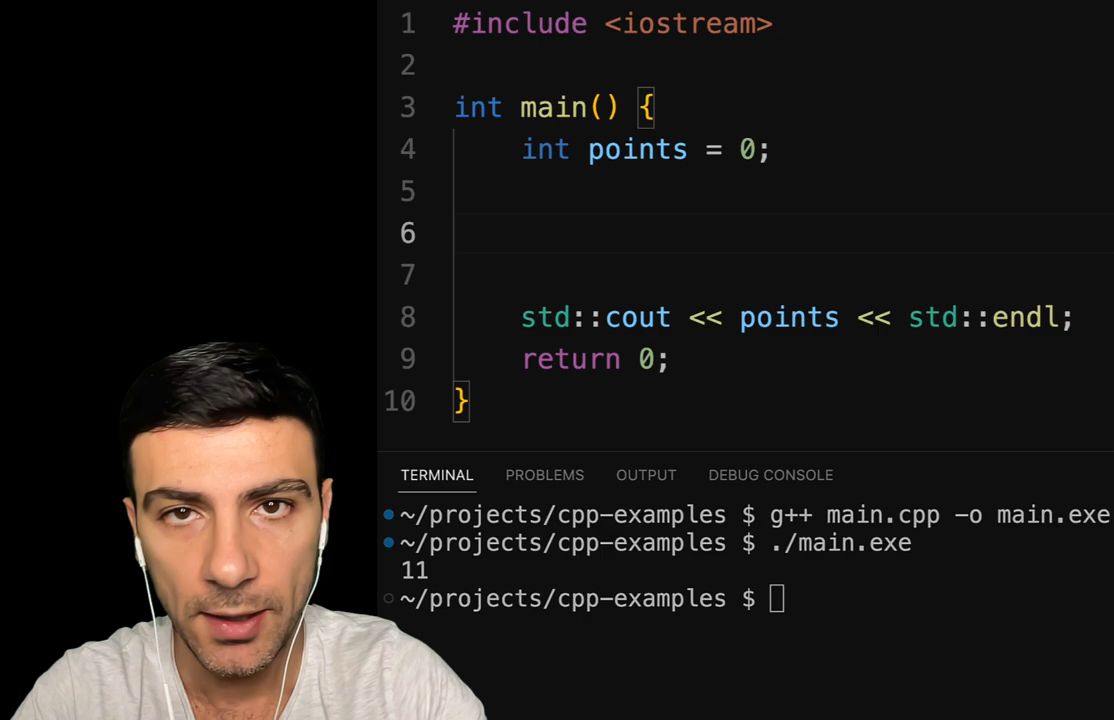 1 #include <iostream>
2
3 int main() {
4 int points = 0;
5
6
7
8 std::cout << points << std::endl;
9 return 0;
10 }
TERMINAL PROBLEMS OUTPUT DEBUG CONSOLE
~/projects/cpp-examples $ g++ main.cpp -o main.exe
~/projects/cpp-examples $ ./main.exe
11
~/projects/cpp-examples $